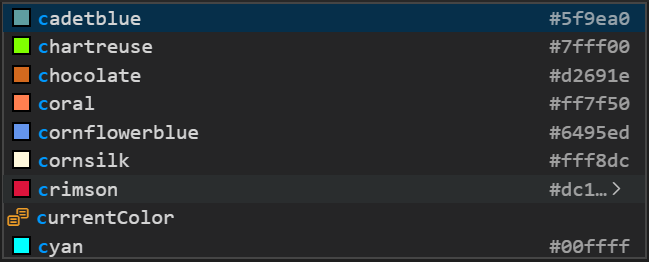 cadetblue #5f9ea0
chartreuse #7fff00
chocolate #d2691e
coral #ff7f50
cornflowerblue #6495ed
cornsilk #fff8dc
crimson #dc1…
currentColor
cyan #00ffff